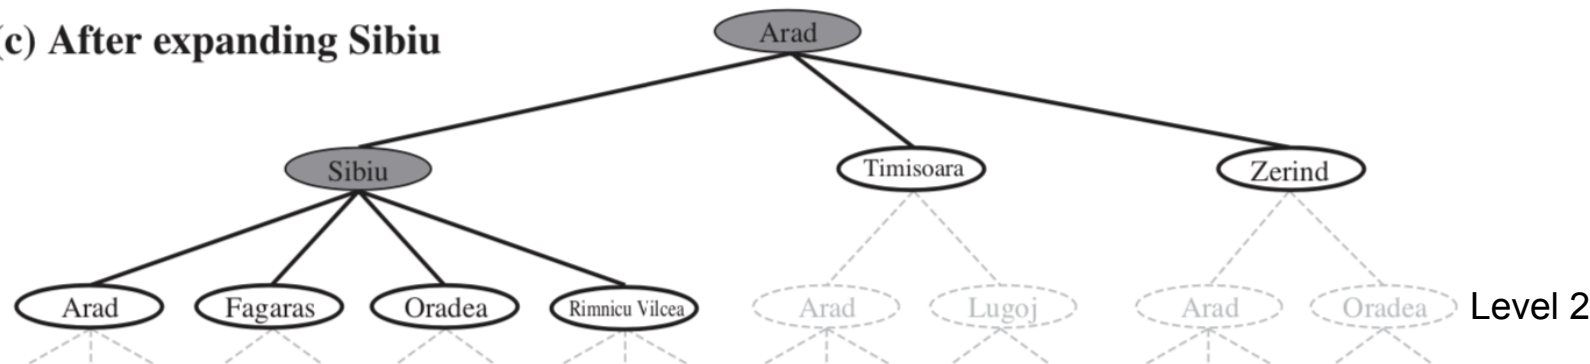 (c) After expanding Sibiu
Arad
Sibiu
Timisoara
Zerind
Arad
Fagaras
Oradea
Rimnicu Vilcea
Arad
Lugoj
Arad
Oradea
Level 2